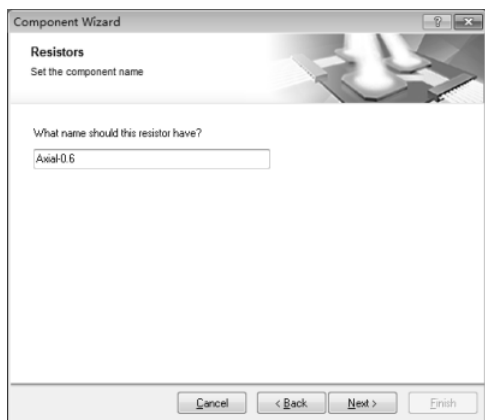 Component Wizard
Resistors
Set the component name
What name should this resistor have?
Axial-0.6
Cancel
< Back
Next >
Finish